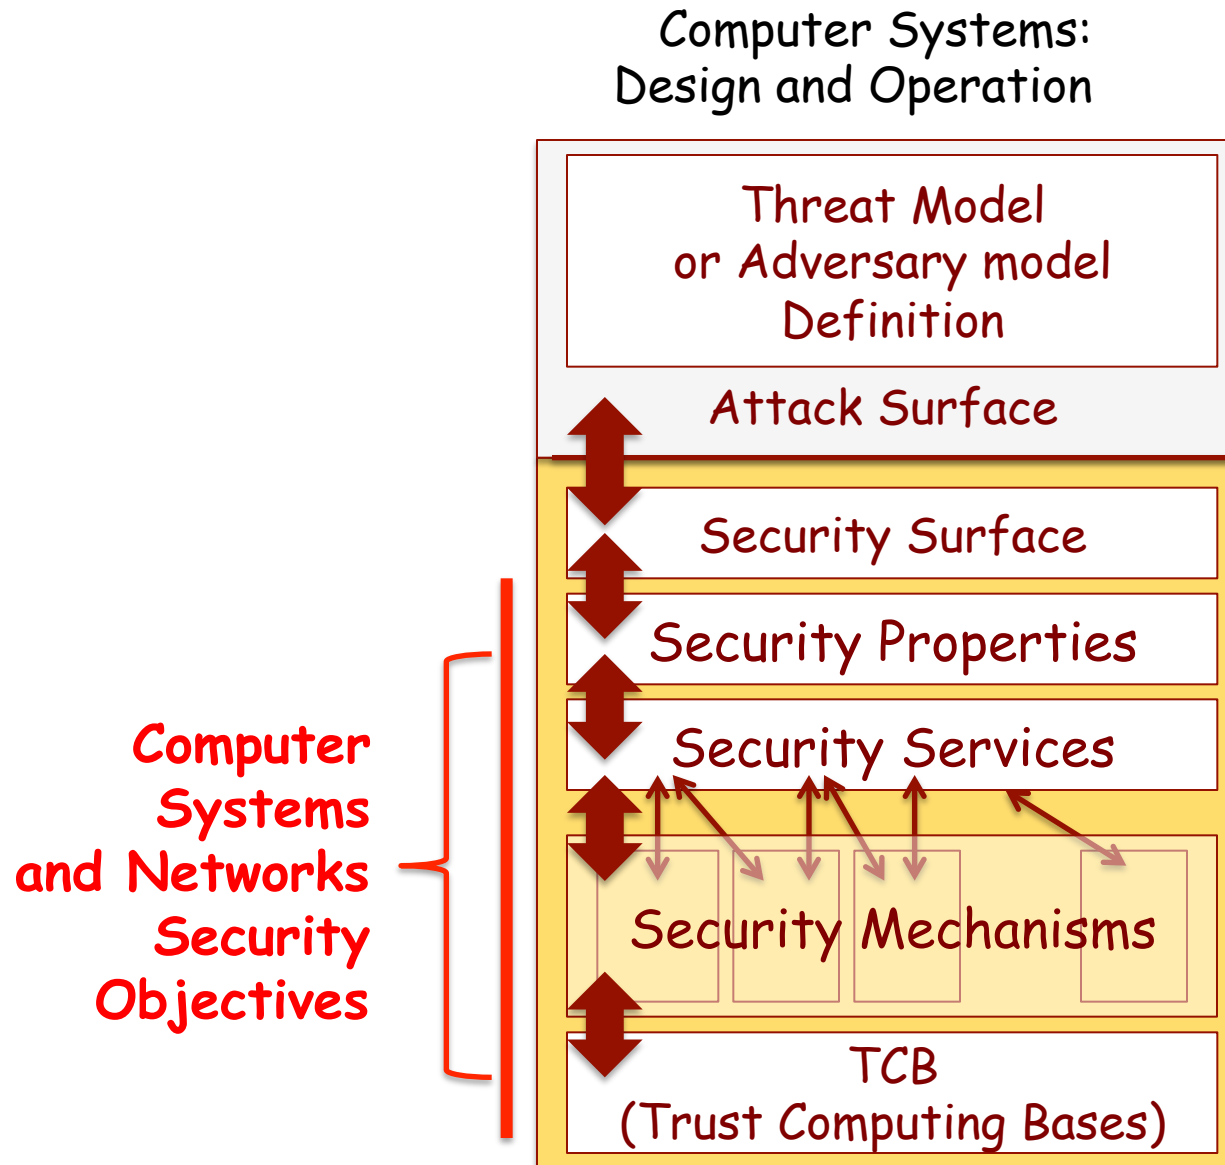 Computer Systems:
Design and Operation
Threat Model
or Adversary model
Definition
Attack Surface
Security Surface
Security Properties
Security Services
Security Mechanisms
TCB
(Trust Computing Bases)
Computer
Systems
and Networks
Security
Objectives